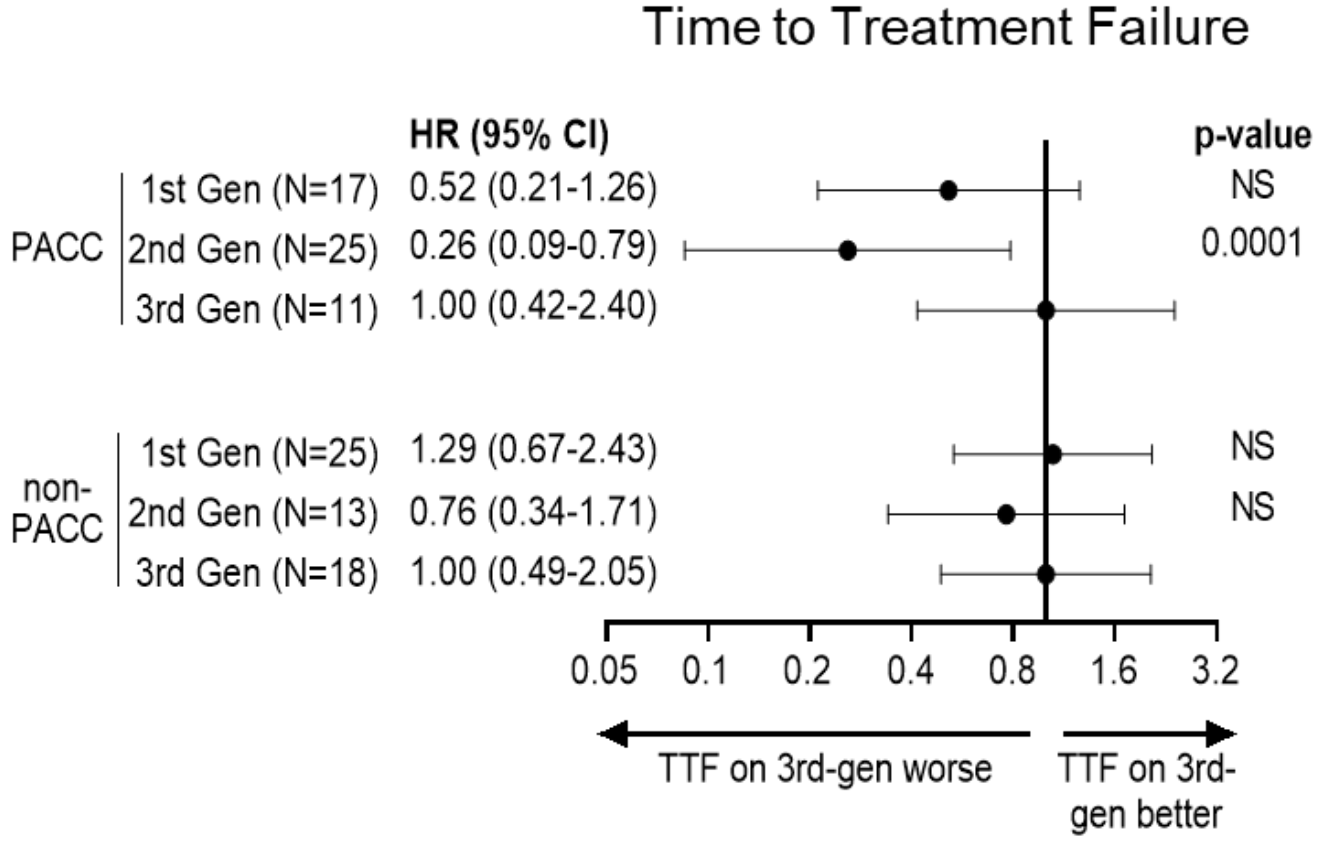 Time to Treatment Failure
HR (95% CI)
p-value
PACC
1st Gen (N=17) 0.52 (0.21-1.26) NS
2nd Gen (N=25) 0.26 (0.09-0.79) 0.0001
3rd Gen (N=11) 1.00 (0.42-2.40)
non-
PACC
1st Gen (N=25) 1.29 (0.67-2.43) NS
2nd Gen (N=13) 0.76 (0.34-1.71) NS
3rd Gen (N=18) 1.00 (0.49-2.05)
0.05 0.1 0.2 0.4 0.8 1.6 3.2
TTF on 3rd-gen worse
TTF on 3rd-
gen better